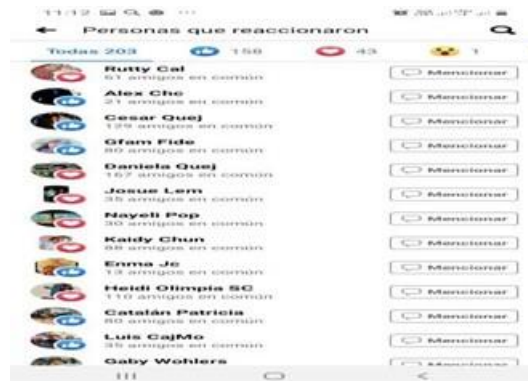 11:12
Personas que reaccionaron
Todas 203 158 43 1
Rutty Cal
61 amigos en común
Mencionar
Alex Cho
21 amigos en común
Mencionar
Cesar Quej
129 amigos en común
Mencionar
Gfam Fide
80 amigos en común
Mencionar
Daniela Quej
167 amigos en común
Mencionar
Josue Lem
35 amigos en común
Mencionar
Nayeli Pop
30 amigos en común
Mencionar
Kaidy Chun
88 amigos en común
Mencionar
Enma Jc
13 amigos en común
Mencionar
Heidi Olimpia SC
110 amigos en común
Mencionar
Catalán Patricia
80 amigos en común
Mencionar
Luis CajMo
35 amigos en común
Mencionar
Gaby Wohlers
Mencionar